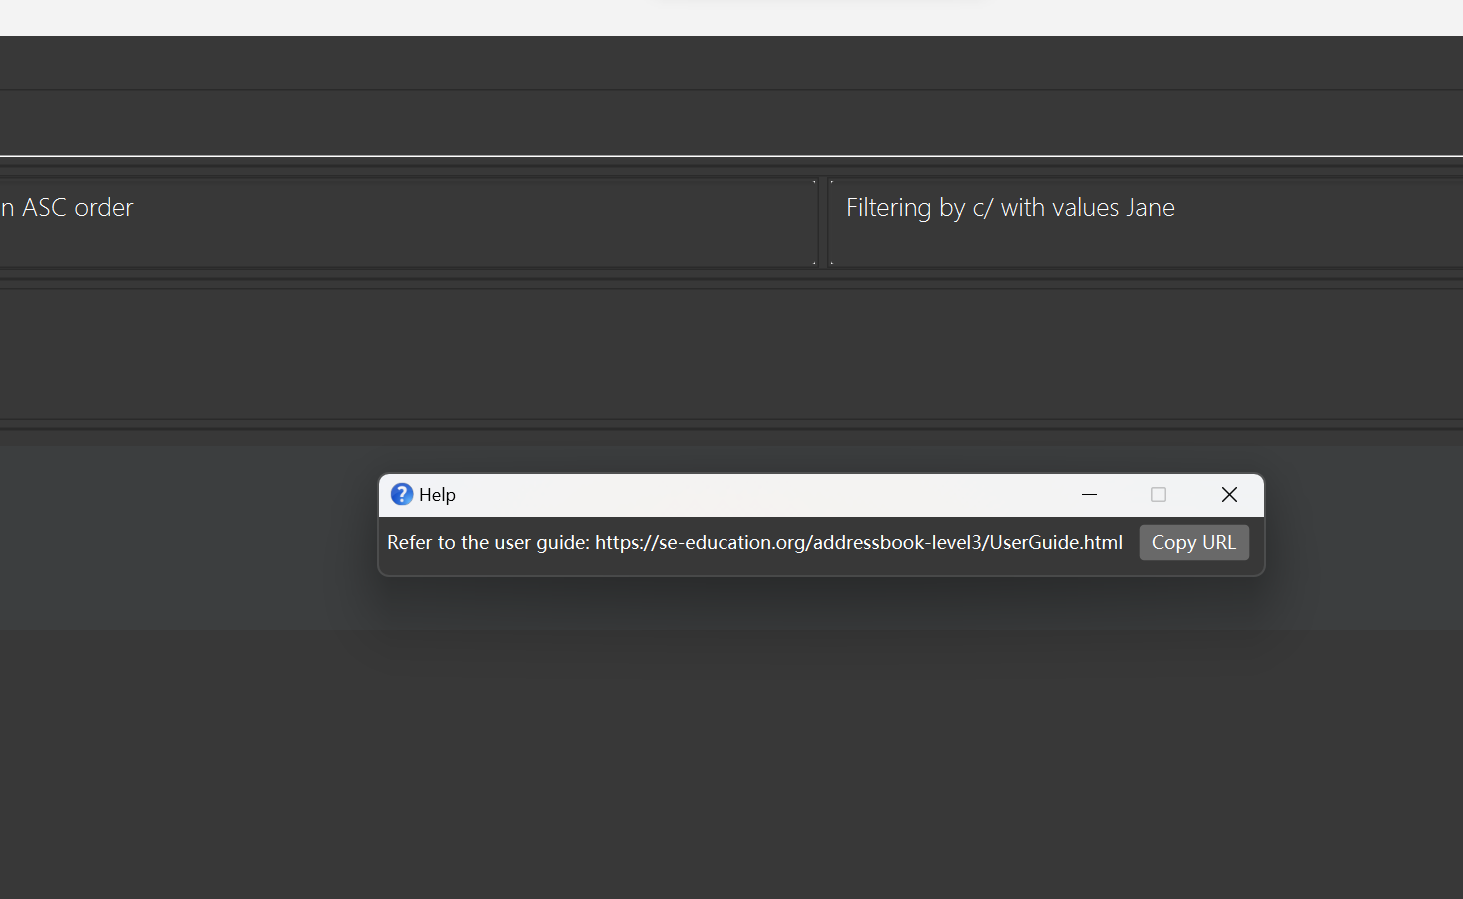 n ASC order
Filtering by c/ with values Jane
Help
Refer to the user guide: https://se-education.org/addressbook-level3/UserGuide.html
Copy URL